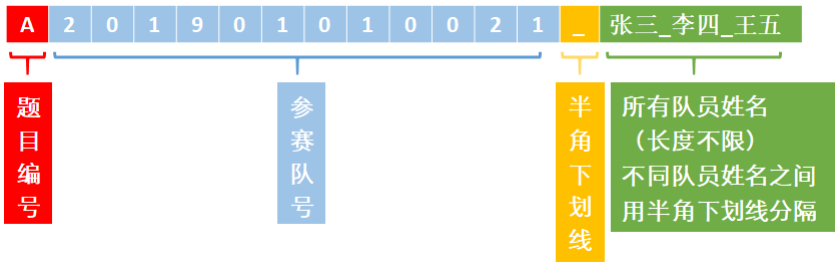 A201901010021_张三_李四_王五
题目编号
参赛队号
半角下划线
所有队员姓名
（长度不限）
不同队员姓名之间
用半角下划线分隔